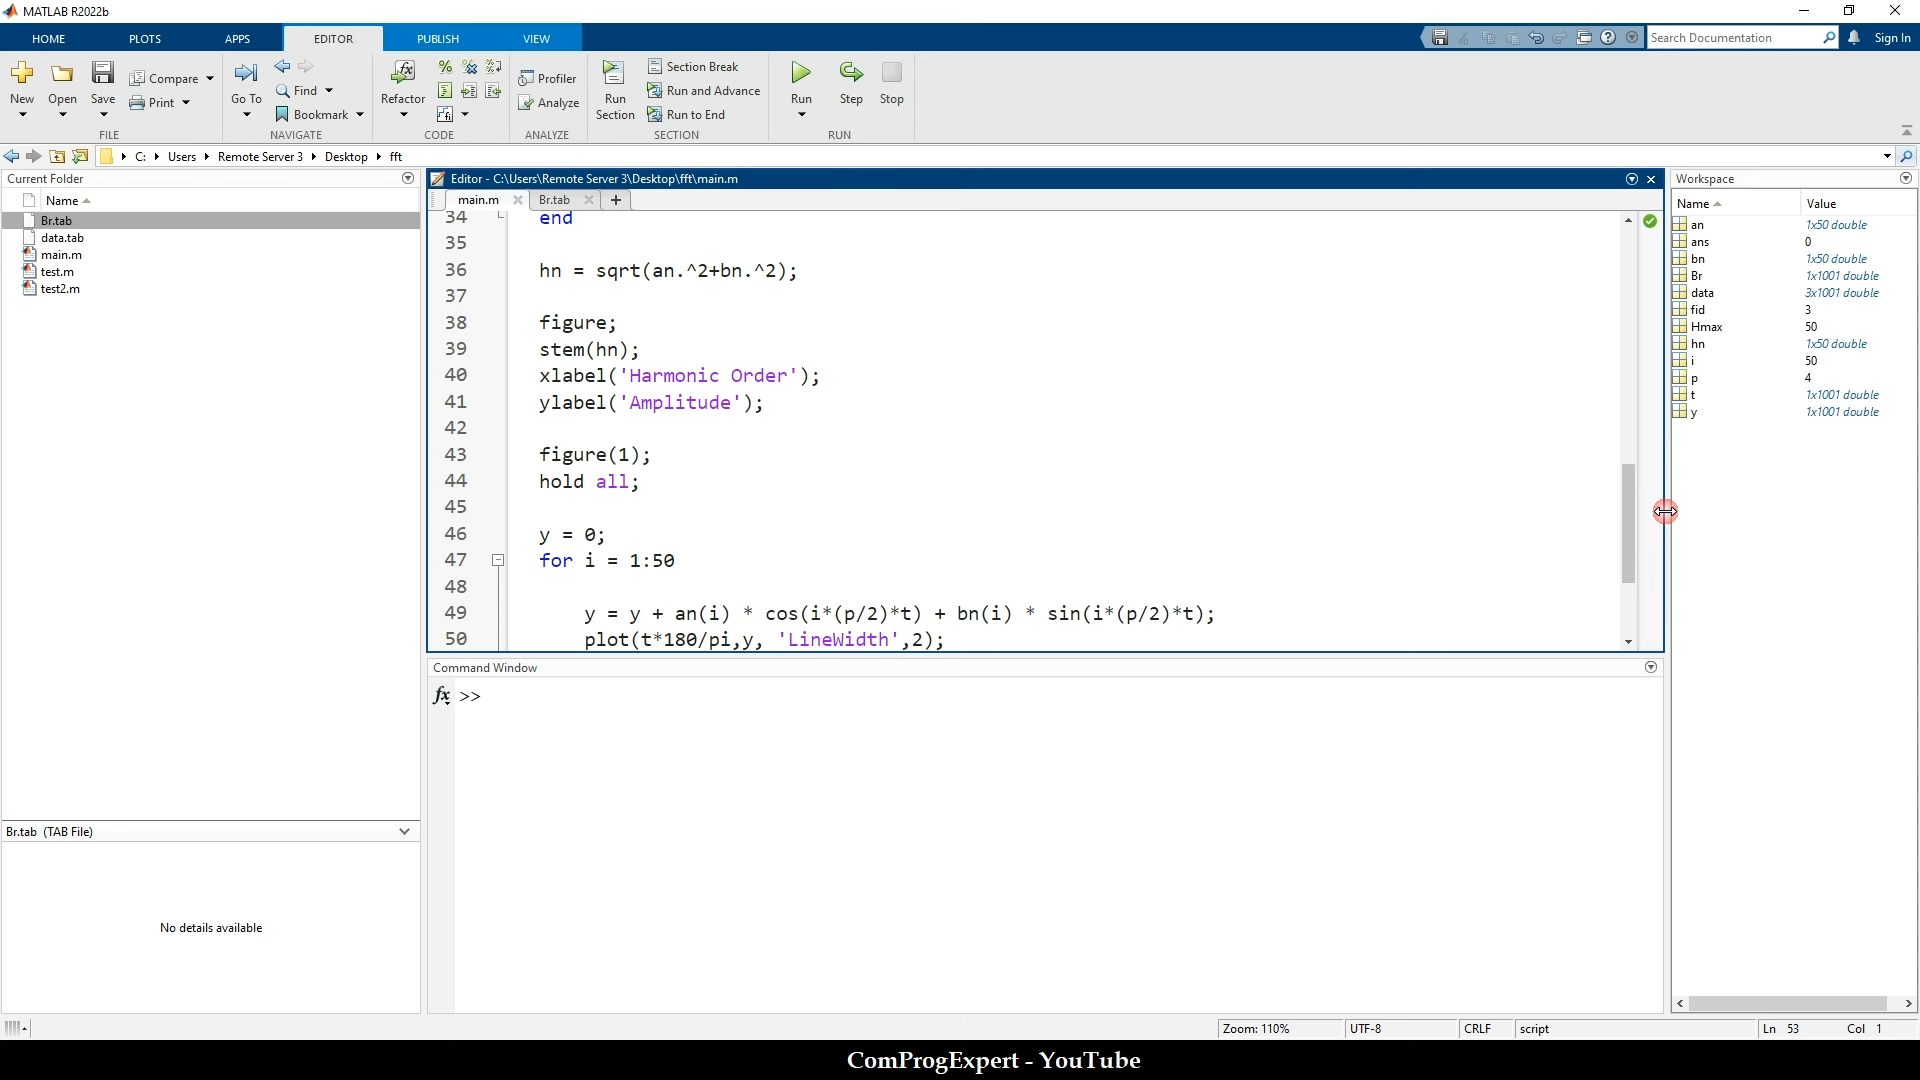 MATLAB R2022b
HOME PLOTS APPS EDITOR PUBLISH VIEW
Search Documentation Sign In
New Open Save Compare Print
Go To Find Bookmark
Refactor
Profiler Analyze
Run Section Section Break Run and Advance Run to End
Run Step Stop
FILE NAVIGATE CODE ANALYZE SECTION RUN
C: Users Remote Server 3 Desktop fft
Current Folder
Name
Br.tab
data.tab
main.m
test.m
test2.m
Br.tab (TAB File)
No details available
Editor - C:\Users\Remote Server 3\Desktop\fft\main.m
main.m Br.tab
34 end
35
36 hn = sqrt(an.^2+bn.^2);
37
38 figure;
39 stem(hn);
40 xlabel('Harmonic Order');
41 ylabel('Amplitude');
42
43 figure(1);
44 hold all;
45
46 y = 0;
47 for i = 1:50
48
49 y = y + an(i) * cos(i*(p/2)*t) + bn(i) * sin(i*(p/2)*t);
50 plot(t*180/pi,y, 'LineWidth',2);
Command Window
fx >>
Workspace
Name Value
an 1x50 double
ans 0
bn 1x50 double
Br 1x1001 double
data 3x1001 double
fid 3
Hmax 50
hn 1x50 double
i 50
p 4
t 1x1001 double
y 1x1001 double
Zoom: 110% UTF-8 CRLF script Ln 53 Col 1
ComProgExpert - YouTube